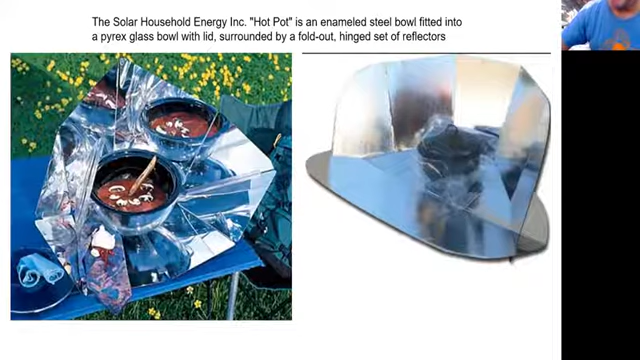 The Solar Household Energy Inc. "Hot Pot" is an enameled steel bowl fitted into
a pyrex glass bowl with lid, surrounded by a fold-out, hinged set of reflectors